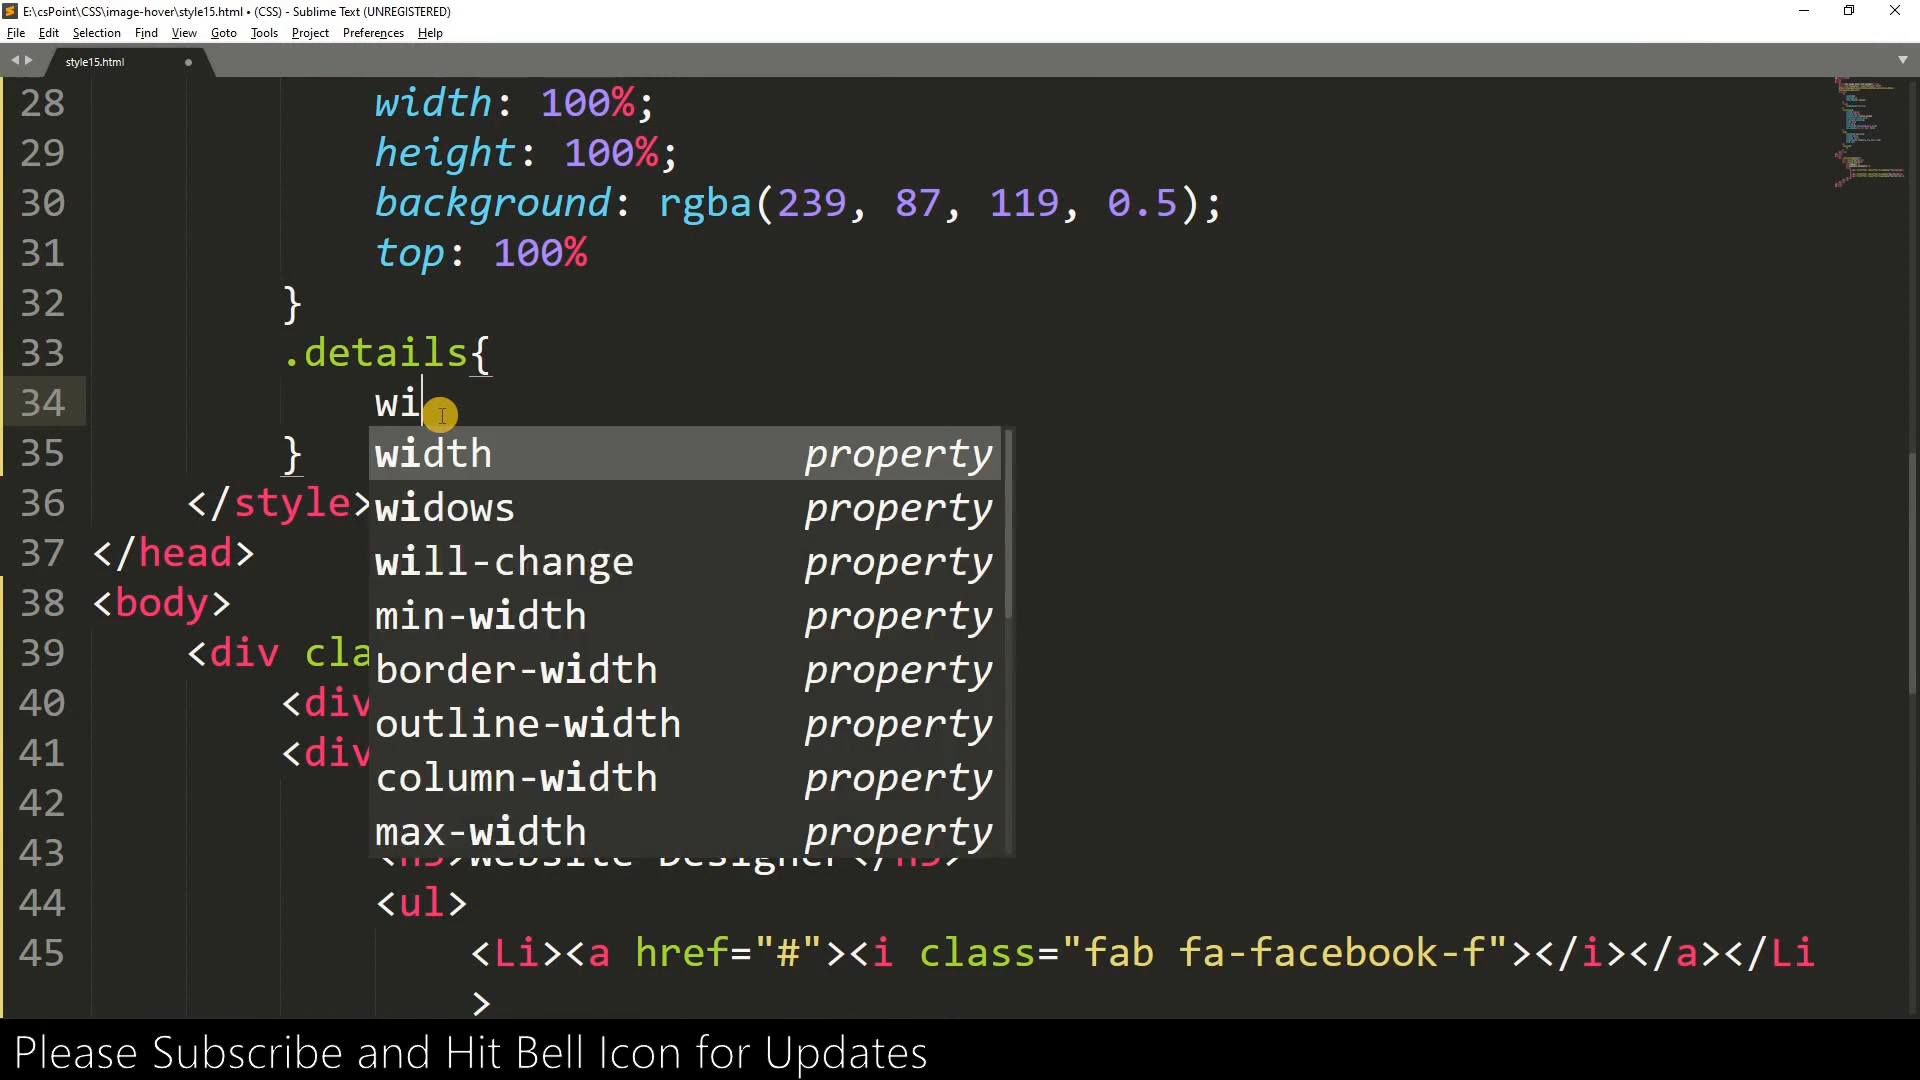 E:\csPoint\CSS\image-hover\style15.html • (CSS) - Sublime Text (UNREGISTERED)
File Edit Selection Find View Goto Tools Project Preferences Help
style15.html
28 width: 100%;
29 height: 100%;
30 background: rgba(239, 87, 119, 0.5);
31 top: 100%
32 }
33 .details{
34 wi
35 }
width property
widows property
will-change property
min-width property
border-width property
outline-width property
column-width property
max-width property
36 </style>
37 </head>
38 <body>
39 <div cla
40 <div
41 <div
42
43 <h3>Website Designer</h3>
44 <ul>
45 <Li><a href="#"><i class="fab fa-facebook-f"></i></a></Li
>
Please Subscribe and Hit Bell Icon for Updates